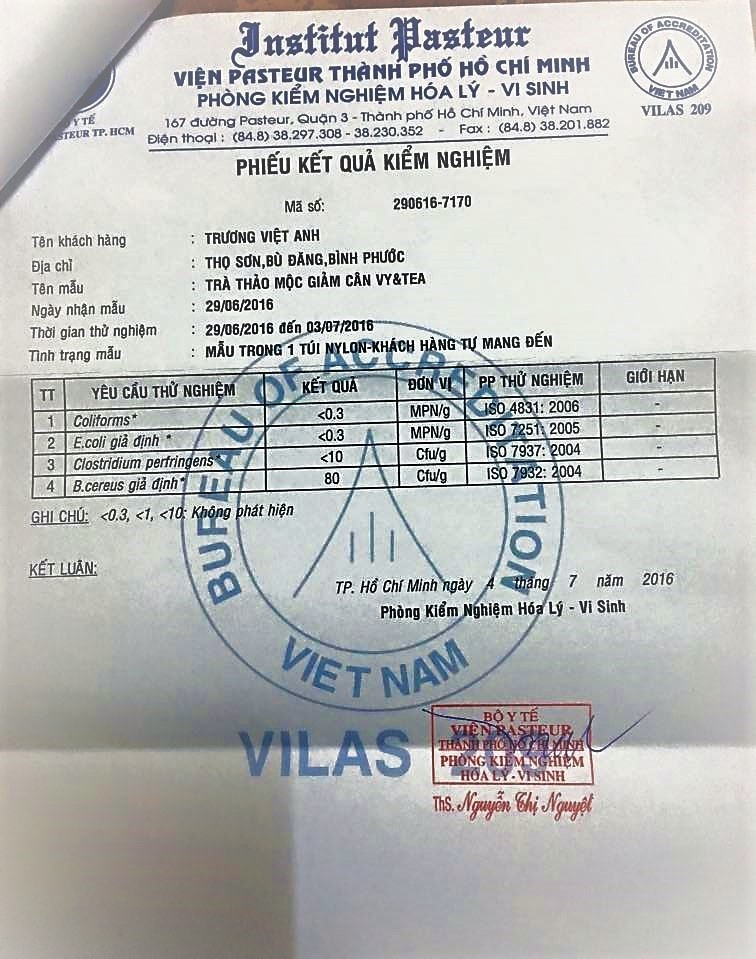 Institut Pasteur
VIỆN PASTEUR THÀNH PHỐ HỒ CHÍ MINH
PHÒNG KIỂM NGHIỆM HÓA LÝ - VI SINH
167 đường Pasteur, Quận 3 - Thành phố Hồ Chí Minh, Việt Nam
Điện thoại : (84.8) 38.297.308 - 38.230.352 - Fax : (84.8) 38.201.882
Y TẾ
TP. HCM
BUREAU OF ACCREDITATION
VIET NAM
VILAS 209
PHIẾU KẾT QUẢ KIỂM NGHIỆM
Mã số: 290616-7170
Tên khách hàng : TRƯƠNG VIỆT ANH
Địa chỉ : THỌ SƠN,BÙ ĐĂNG,BÌNH PHƯỚC
Tên mẫu : TRÀ THẢO MỘC GIẢM CÂN VY&TEA
Ngày nhận mẫu : 29/06/2016
Thời gian thử nghiệm : 29/06/2016 đến 03/07/2016
Tình trạng mẫu : MẪU TRONG 1 TÚI NYLON-KHÁCH HÀNG TỰ MANG ĐẾN
TT YÊU CẦU THỬ NGHIỆM KẾT QUẢ ĐƠN VỊ PP THỬ NGHIỆM GIỚI HẠN
1 Coliforms* <0.3 MPN/g ISO 4831: 2006 -
2 E.coli giả định * <0.3 MPN/g ISO 7251: 2005 -
3 Clostridium perfringens* <10 Cfu/g ISO 7937: 2004 -
4 B.cereus giả định* 80 Cfu/g ISO 7932: 2004 -
GHI CHÚ: <0.3, <1, <10: Không phát hiện
KẾT LUẬN:
TP. Hồ Chí Minh ngày 4 tháng 7 năm 2016
Phòng Kiểm Nghiệm Hóa Lý - Vi Sinh
BUREAU OF ACCREDITATION
VIET NAM
VILAS
BỘ Y TẾ
VIỆN PASTEUR
THÀNH PHỐ HỒ CHÍ MINH
PHÒNG KIỂM NGHIỆM
HÓA LÝ - VI SINH
ThS. Nguyễn Thị Nguyệt